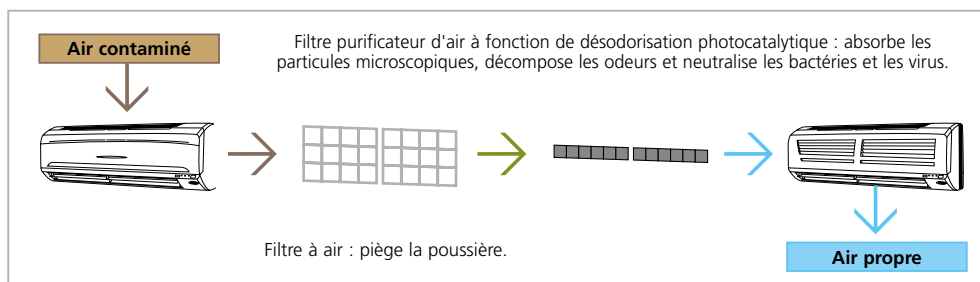 Air contaminé
Filtre purificateur d'air à fonction de désodorisation photocatalytique : absorbe les
particules microscopiques, décompose les odeurs et neutralise les bactéries et les virus.
Filtre à air : piège la poussière.
Air propre